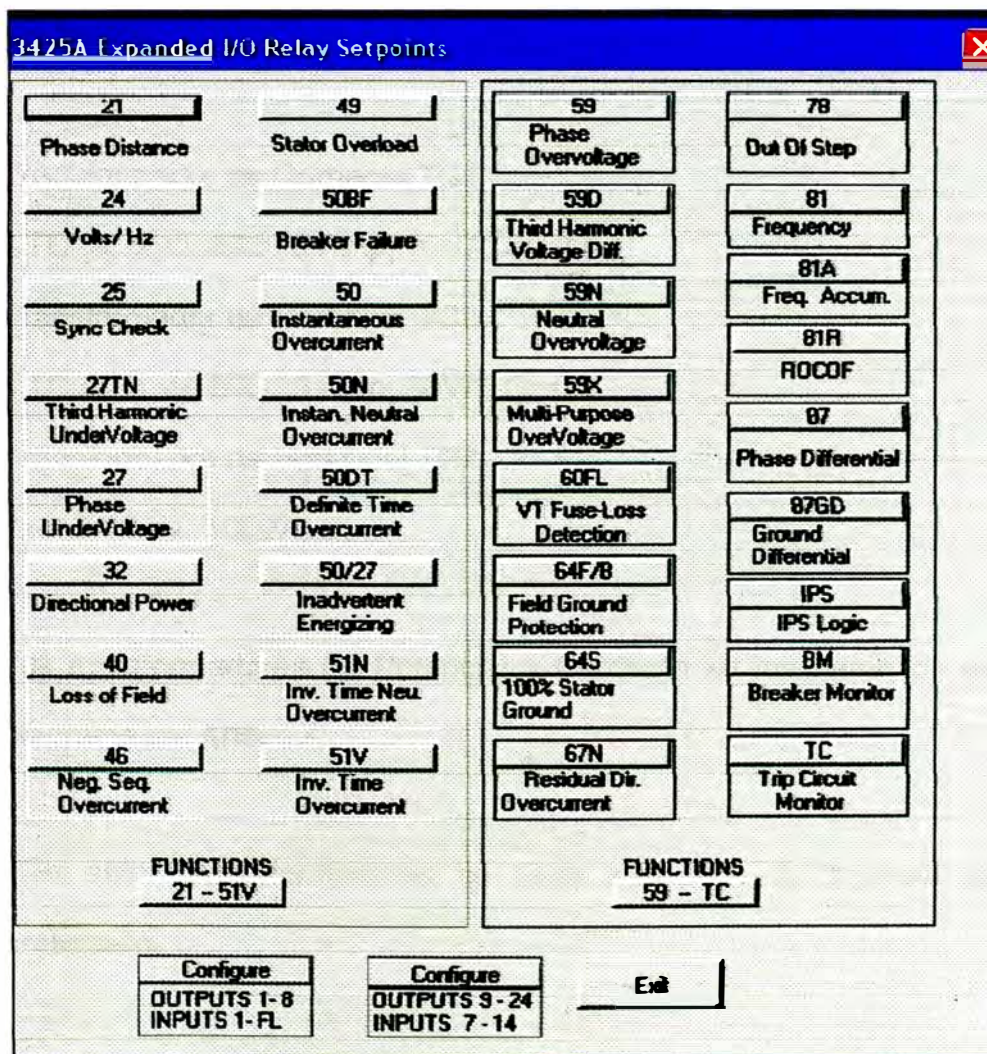 3425A Expanded I/O Relay Setpoints
21
Phase Distance
24
Volts/ Hz
25
Sync Check
27TN
Third Harmonic
UnderVoltage
27
Phase
UnderVoltage
32
Directional Power
40
Loss of Field
46
Neg. Seq.
Overcurrent
49
Stator Overload
50BF
Breaker Failure
50
Instantaneous
Overcurrent
50N
Instan. Neutral
Overcurrent
50DT
Definite Time
Overcurrent
50/27
Inadvertent
Energizing
51N
Inv. Time Neu.
Overcurrent
51V
Inv. Time
Overcurrent
FUNCTIONS
21 - 51V
59
Phase
Overvoltage
59D
Third Harmonic
Voltage Diff.
59N
Neutral
Overvoltage
59X
Multi-Purpose
OverVoltage
60FL
VT Fuse-Loss
Detection
64F/B
Field Ground
Protection
64S
100% Stator
Ground
67N
Residual Dir.
Overcurrent
78
Out Of Step
81
Frequency
81A
Freq. Accum.
81R
ROCOF
87
Phase Differential
87GD
Ground
Differential
IPS
IPS Logic
BM
Breaker Monitor
TC
Trip Circuit
Monitor
FUNCTIONS
59 - TC
Configure
OUTPUTS 1- 8
INPUTS 1- FL
Configure
OUTPUTS 9 - 24
INPUTS 7 - 14
Exit